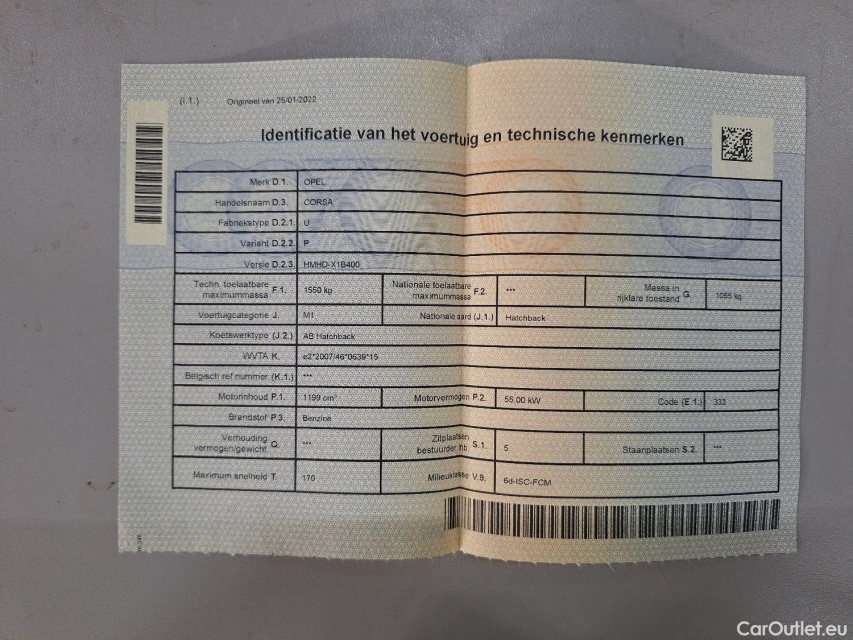 (i.1.) Origineel van 25/01/2022
Identificatie van het voertuig en technische kenmerken
Merk D.1. OPEL
Handelsnaam D.3. CORSA
Fabriekstype D.2.1. U
Variant D.2.2. P
Versie D.2.3. HMHD-X1B400
Techn. toelaatbare maximummassa F.1. 1550 kg Nationale toelaatbare maximummassa F.2. *** Massa in rijklare toestand G. 1055 kg
Voertuigcategorie J. M1 Nationale aard (J.1.) Hatchback
Koetswerktype (J.2.) AB Hatchback
WVTA K. e2*2007/46*0639*15
Belgisch ref nummer (K.1.) ***
Motorinhoud P.1. 1199 cm³ Motorvermogen P.2. 55,00 kW Code (E.1.) 333
Brandstof P.3. Benzine
Verhouding vermogen/gewicht Q. *** Zitplaatsen bestuurder inb. S.1. 5 Staanplaatsen S.2. ***
Maximum snelheid T. 170 Milieuklasse V.9. 6d-ISC-FCM
CarOutlet.eu